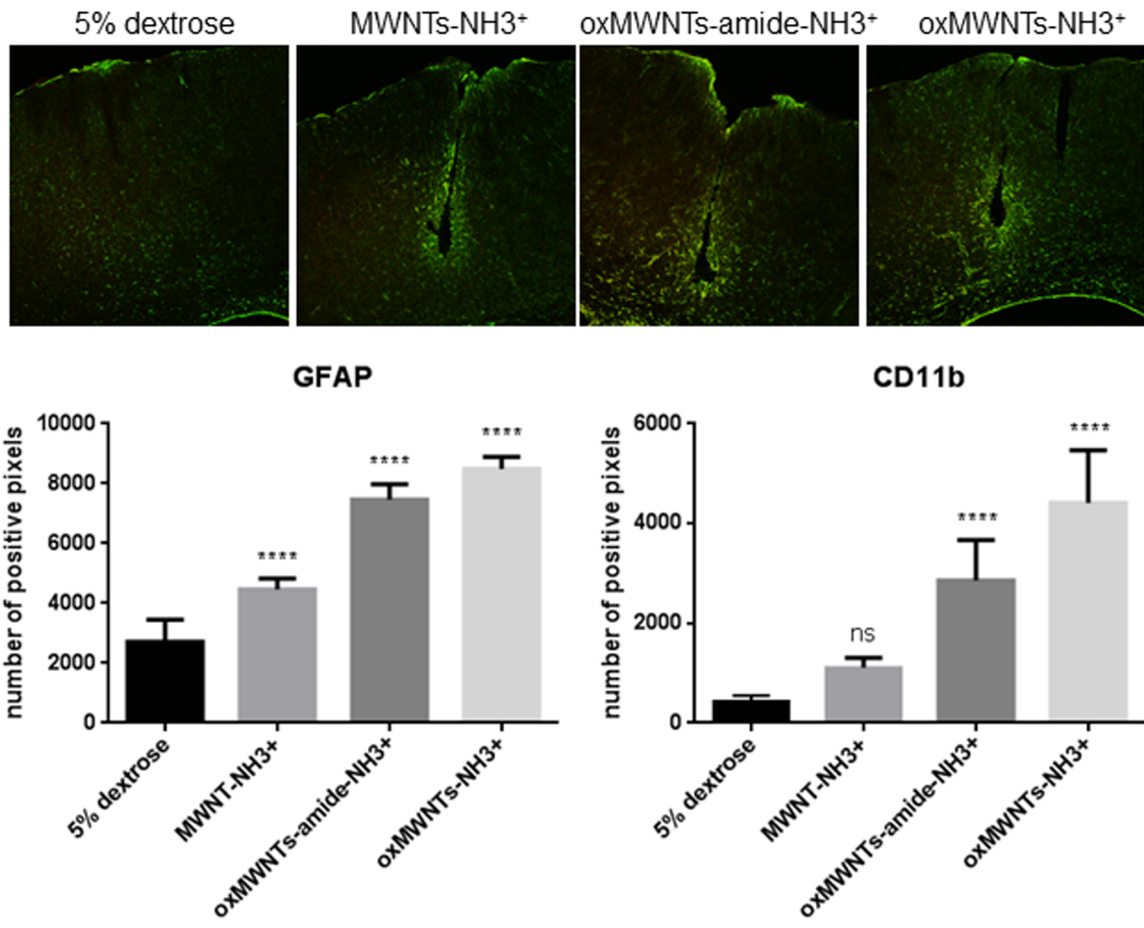 5% dextrose
MWNTs-NH3⁺
oxMWNTs-amide-NH3⁺
oxMWNTs-NH3⁺
GFAP
number of positive pixels
10000
8000
6000
4000
2000
0
****
****
****
5% dextrose
MWNT-NH3+
oxMWNTs-amide-NH3+
oxMWNTs-NH3+
CD11b
number of positive pixels
6000
4000
2000
0
ns
****
****
5% dextrose
MWNT-NH3+
oxMWNTs-amide-NH3+
oxMWNTs-NH3+